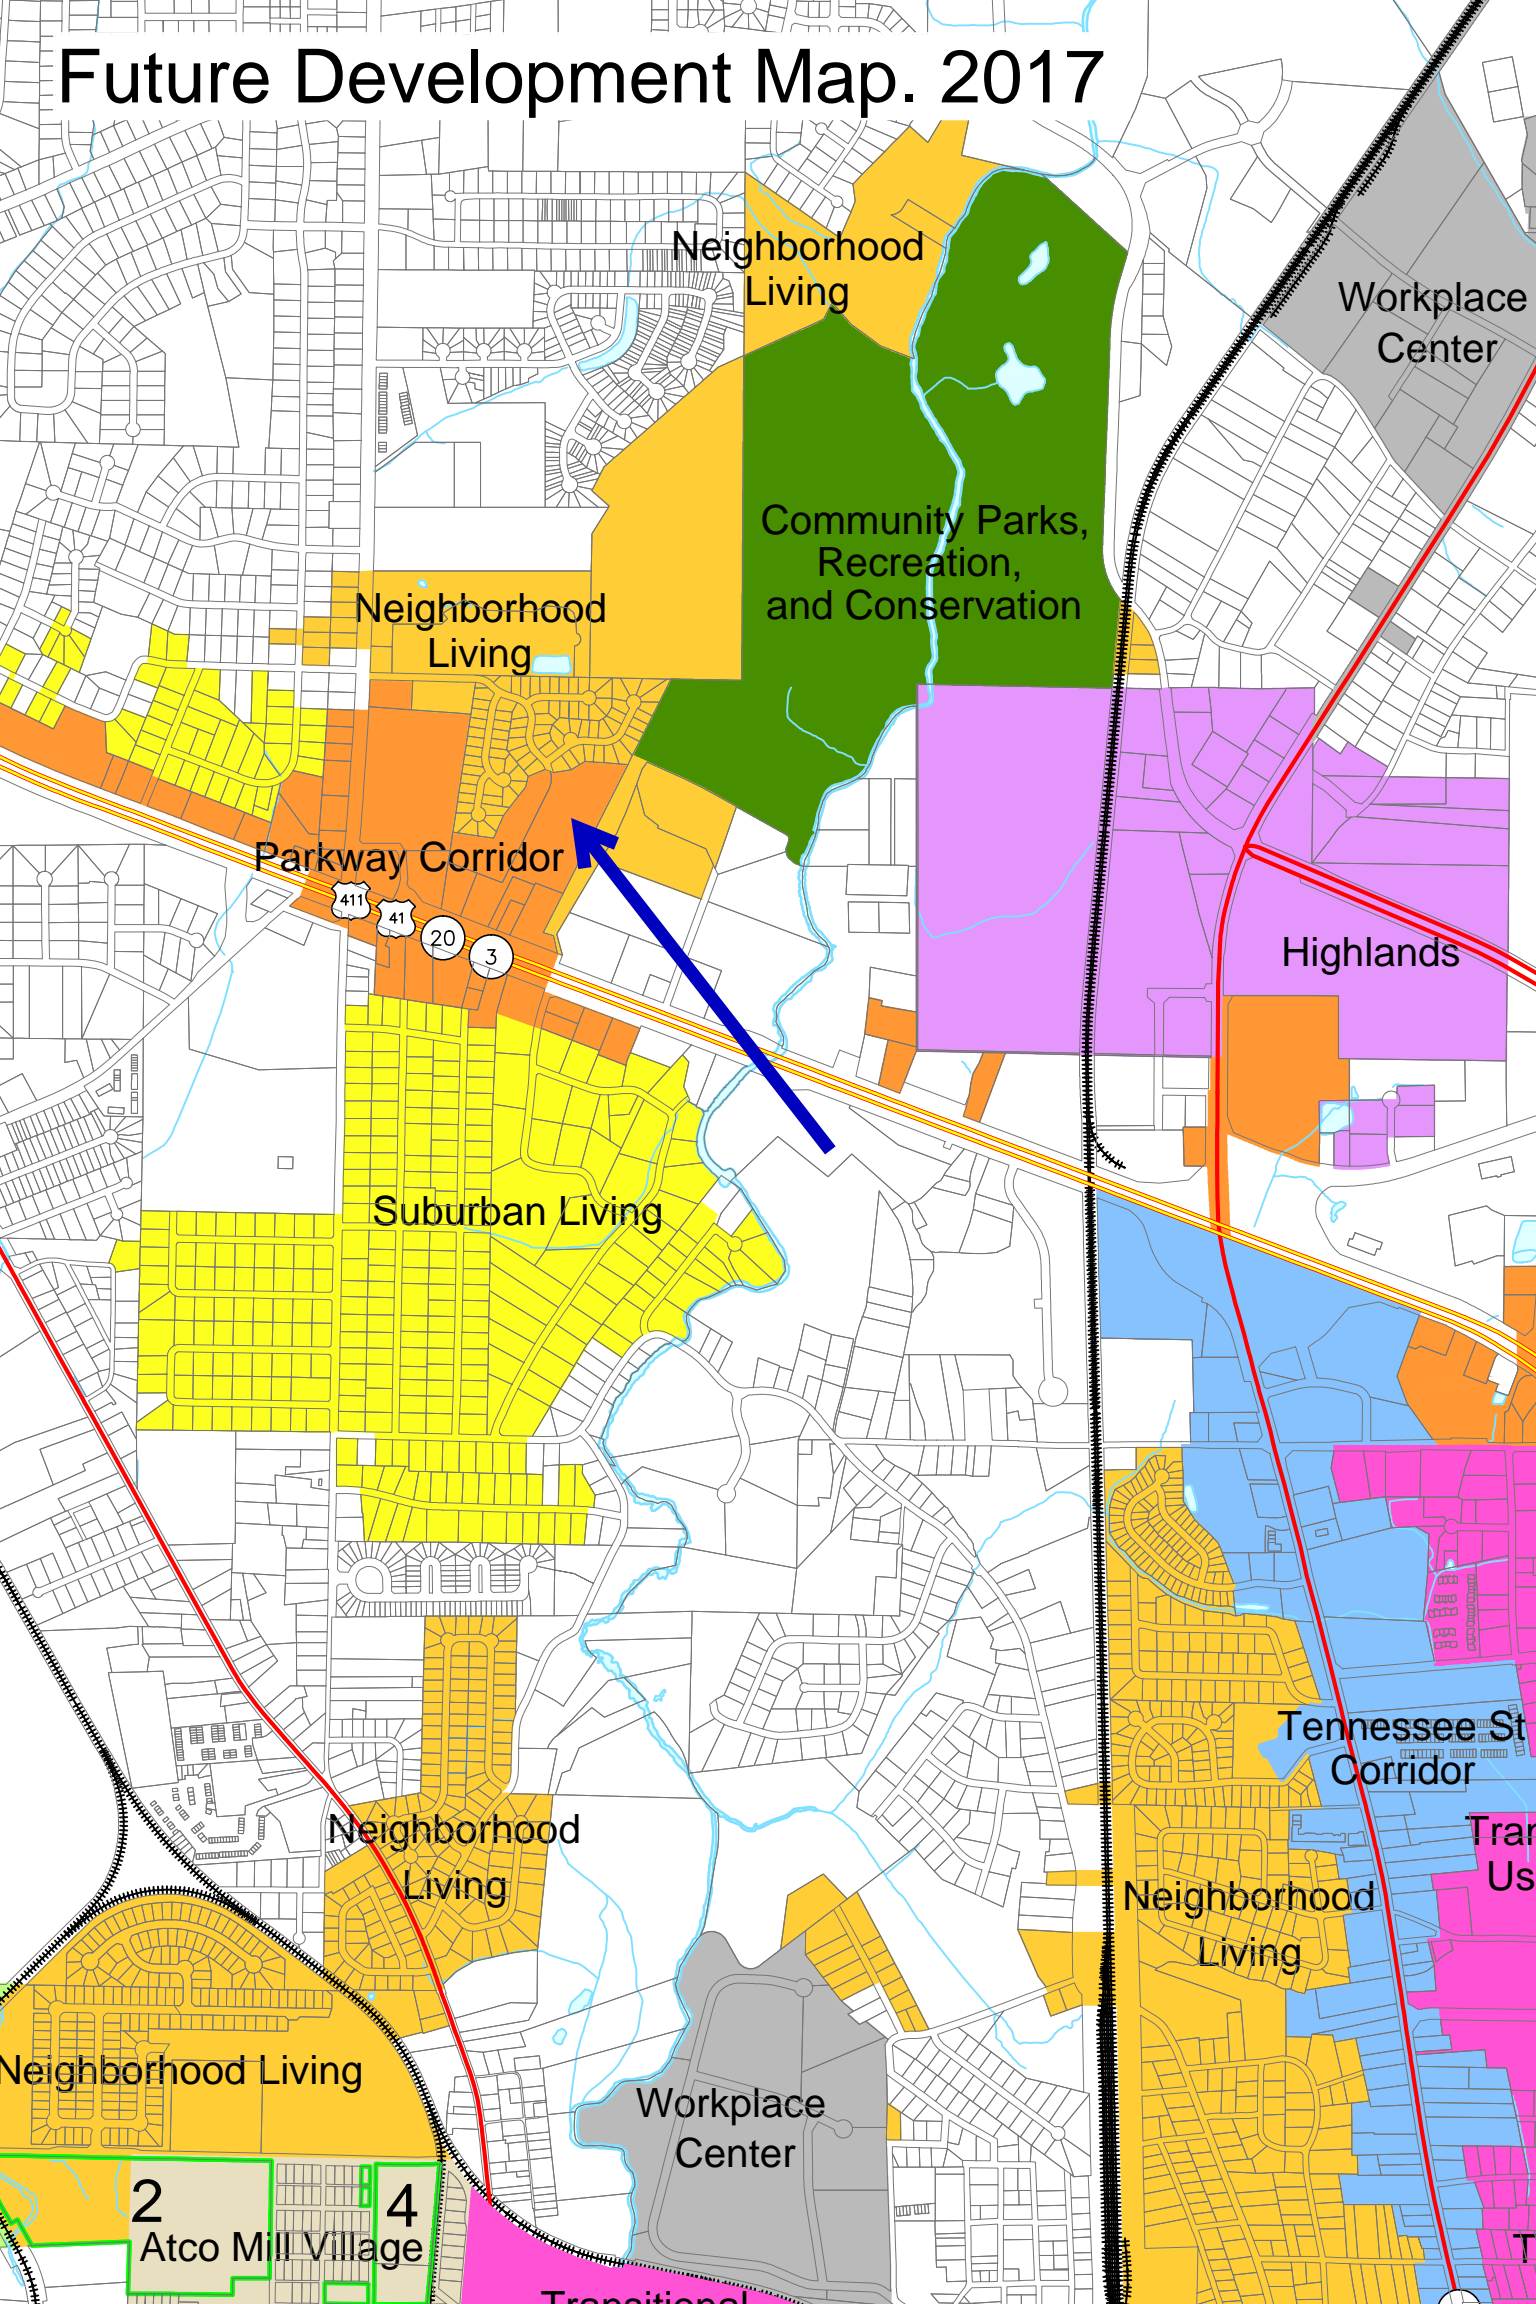 Future Development Map. 2017
Neighborhood
Living
Workplace
Center
Community Parks,
Recreation,
and Conservation
Neighborhood
Living
Parkway Corridor
411
41
20
3
Highlands
Suburban Living
Tennessee St
Corridor
Neighborhood
Living
Neighborhood
Living
Neighborhood Living
Workplace
Center
2
4
Atco Mill Village
Transitional